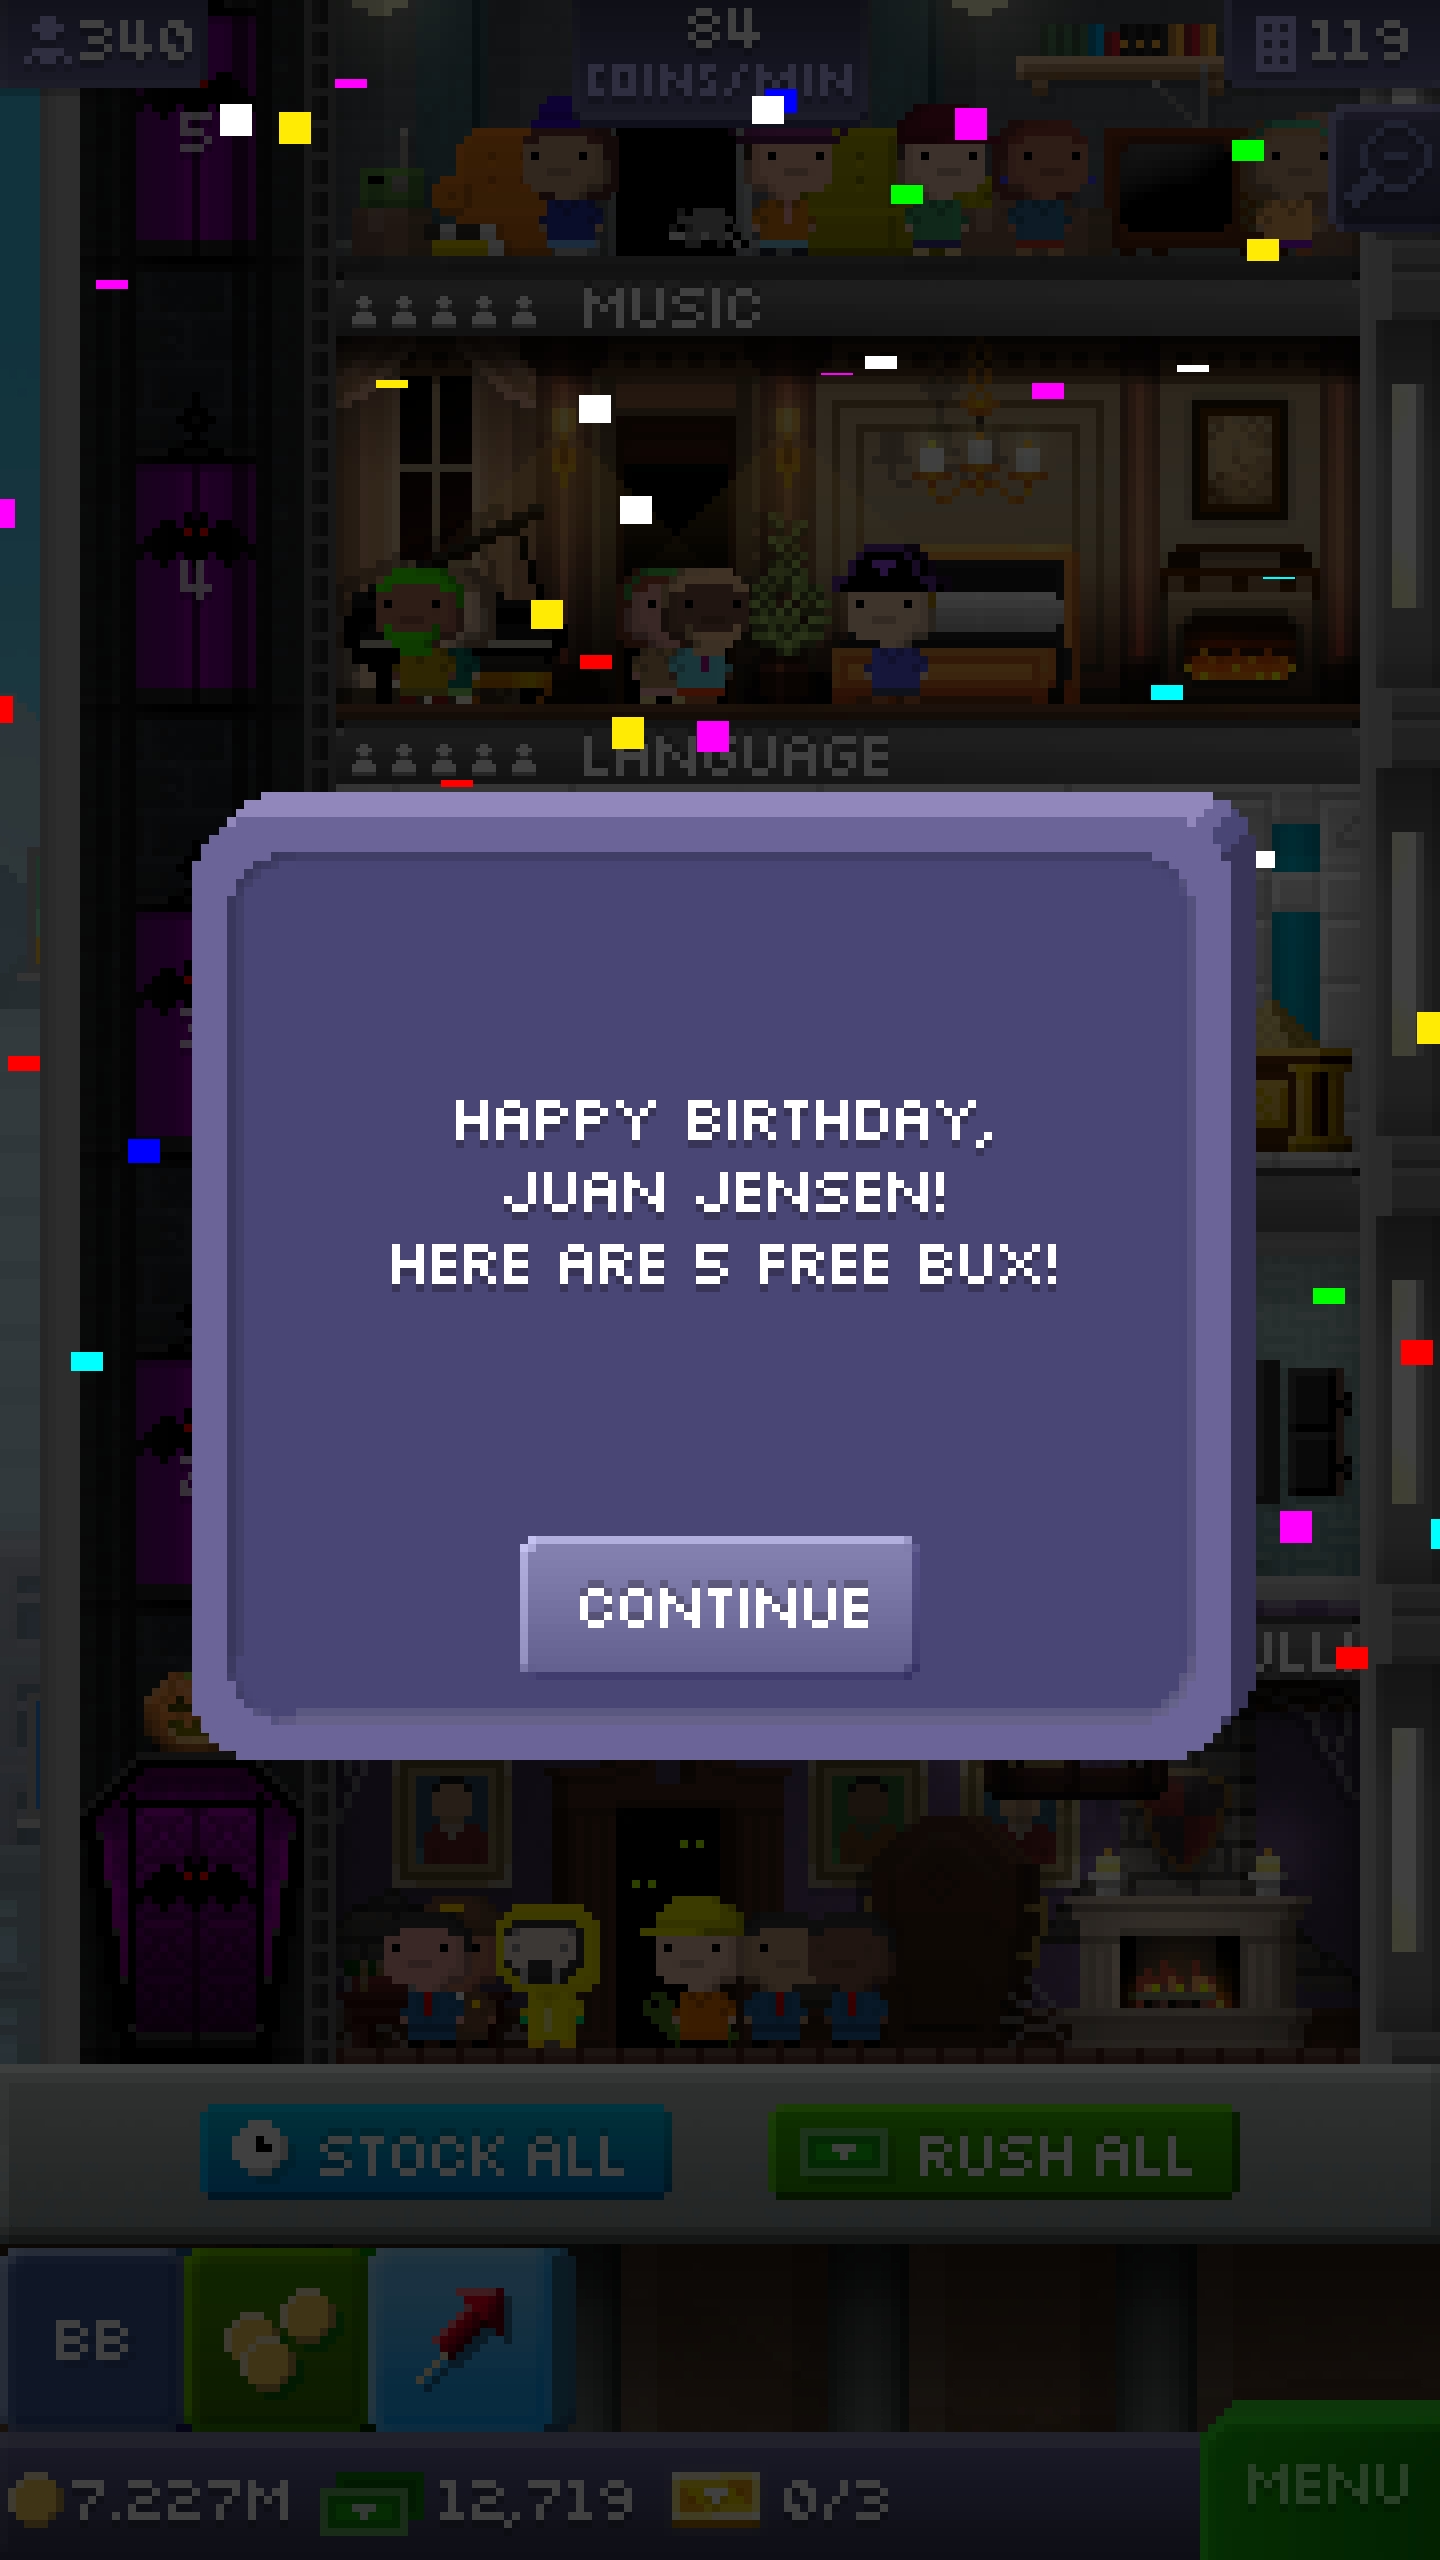 340
84
COINS/MIN
119
5
MUSIC
4
LANGUAGE
HAPPY BIRTHDAY,
JUAN JENSEN!
HERE ARE 5 FREE BUX!
CONTINUE
STOCK ALL
RUSH ALL
BB
7.227M
12,719
0/3
MENU